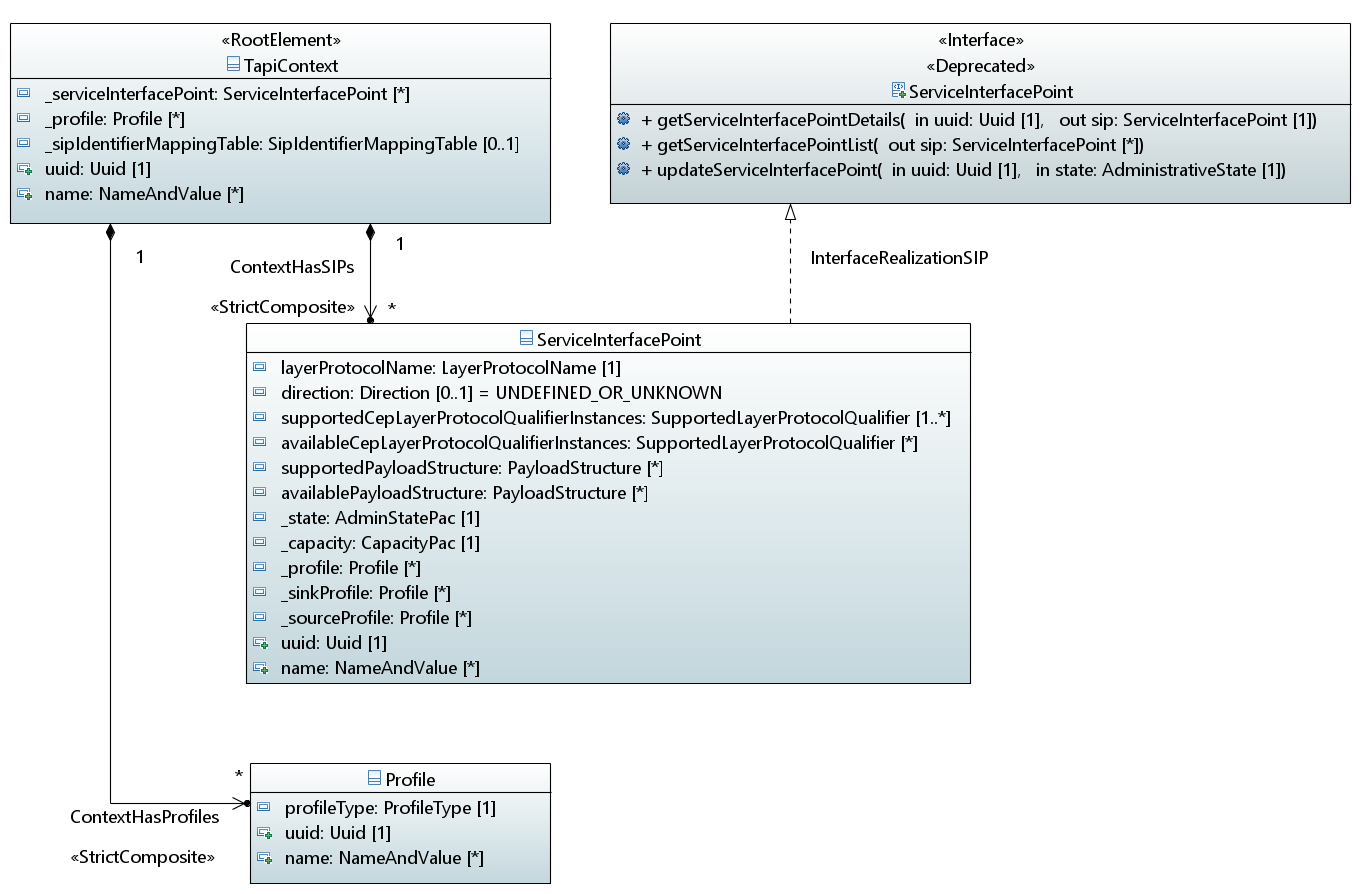 «RootElement»
TapiContext
_serviceInterfacePoint: ServiceInterfacePoint [*]
_profile: Profile [*]
_sipIdentifierMappingTable: SipIdentifierMappingTable [0..1]
uuid: Uuid [1]
name: NameAndValue [*]
«Interface»
«Deprecated»
ServiceInterfacePoint
+ getServiceInterfacePointDetails( in uuid: Uuid [1], out sip: ServiceInterfacePoint [1])
+ getServiceInterfacePointList( out sip: ServiceInterfacePoint [*])
+ updateServiceInterfacePoint( in uuid: Uuid [1], in state: AdministrativeState [1])
1
1
ContextHasSIPs
InterfaceRealizationSIP
«StrictComposite»
*
ServiceInterfacePoint
layerProtocolName: LayerProtocolName [1]
direction: Direction [0..1] = UNDEFINED_OR_UNKNOWN
supportedCepLayerProtocolQualifierInstances: SupportedLayerProtocolQualifier [1..*]
availableCepLayerProtocolQualifierInstances: SupportedLayerProtocolQualifier [*]
supportedPayloadStructure: PayloadStructure [*]
availablePayloadStructure: PayloadStructure [*]
_state: AdminStatePac [1]
_capacity: CapacityPac [1]
_profile: Profile [*]
_sinkProfile: Profile [*]
_sourceProfile: Profile [*]
uuid: Uuid [1]
name: NameAndValue [*]
*
ContextHasProfiles
«StrictComposite»
Profile
profileType: ProfileType [1]
uuid: Uuid [1]
name: NameAndValue [*]